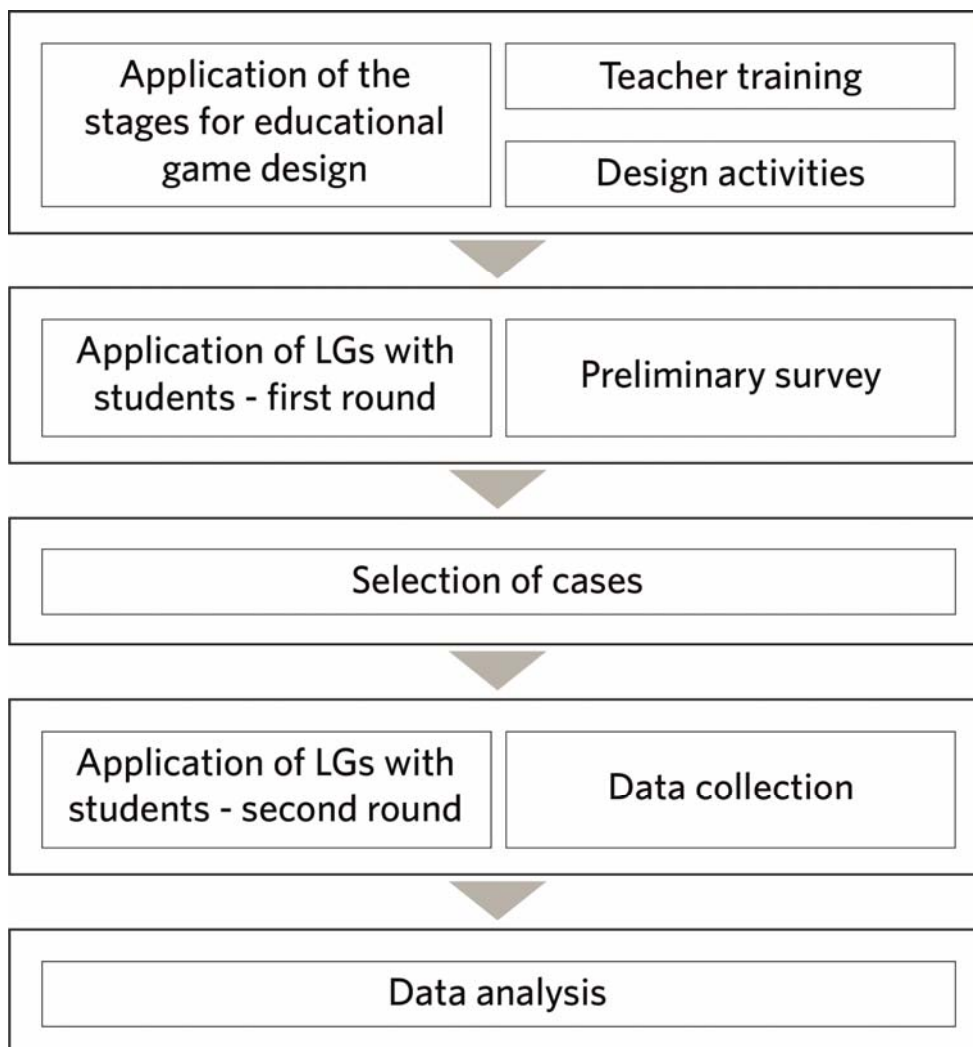 Application of the
stages for educational
game design
Teacher training
Design activities
Application of LGs with
students - first round
Preliminary survey
Selection of cases
Application of LGs with
students - second round
Data collection
Data analysis